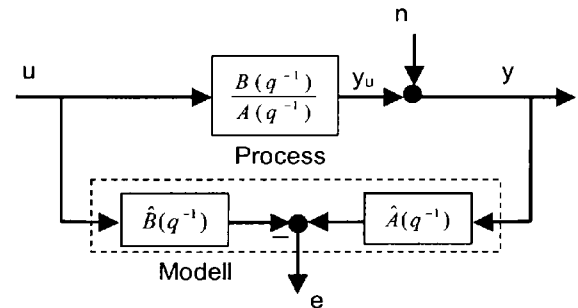 n
u
B(q⁻¹)
A(q⁻¹)
yᵤ
y
Process
B̂(q⁻¹)
−
Â(q⁻¹)
Modell
e